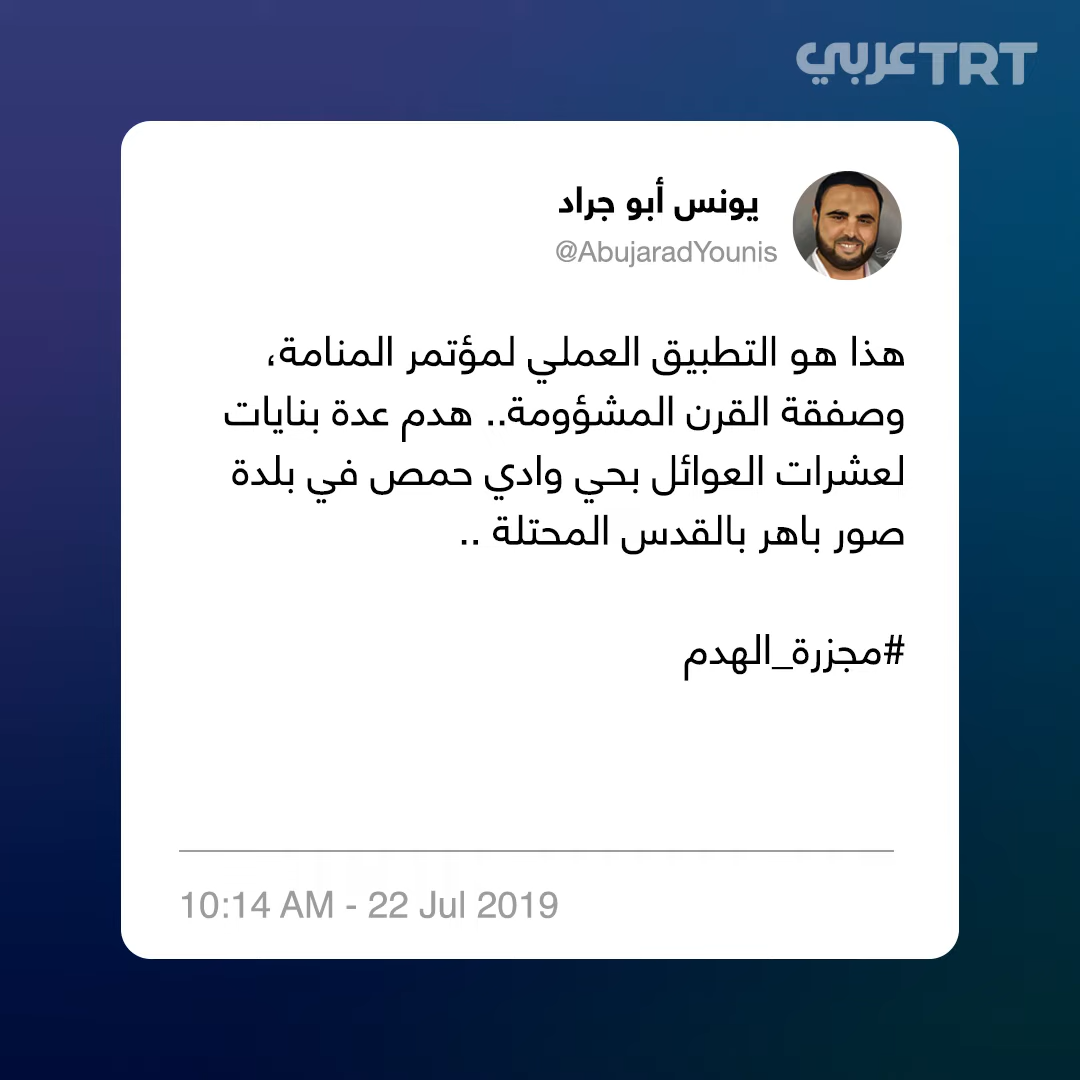 TRT عربي
يونس أبو جراد
@AbujaradYounis
هذا هو التطبيق العملي لمؤتمر المنامة،
وصفقة القرن المشؤومة.. هدم عدة بنايات
لعشرات العوائل بحي وادي حمص في بلدة
صور باهر بالقدس المحتلة ..
#مجزرة_الهدم
10:14 AM - 22 Jul 2019